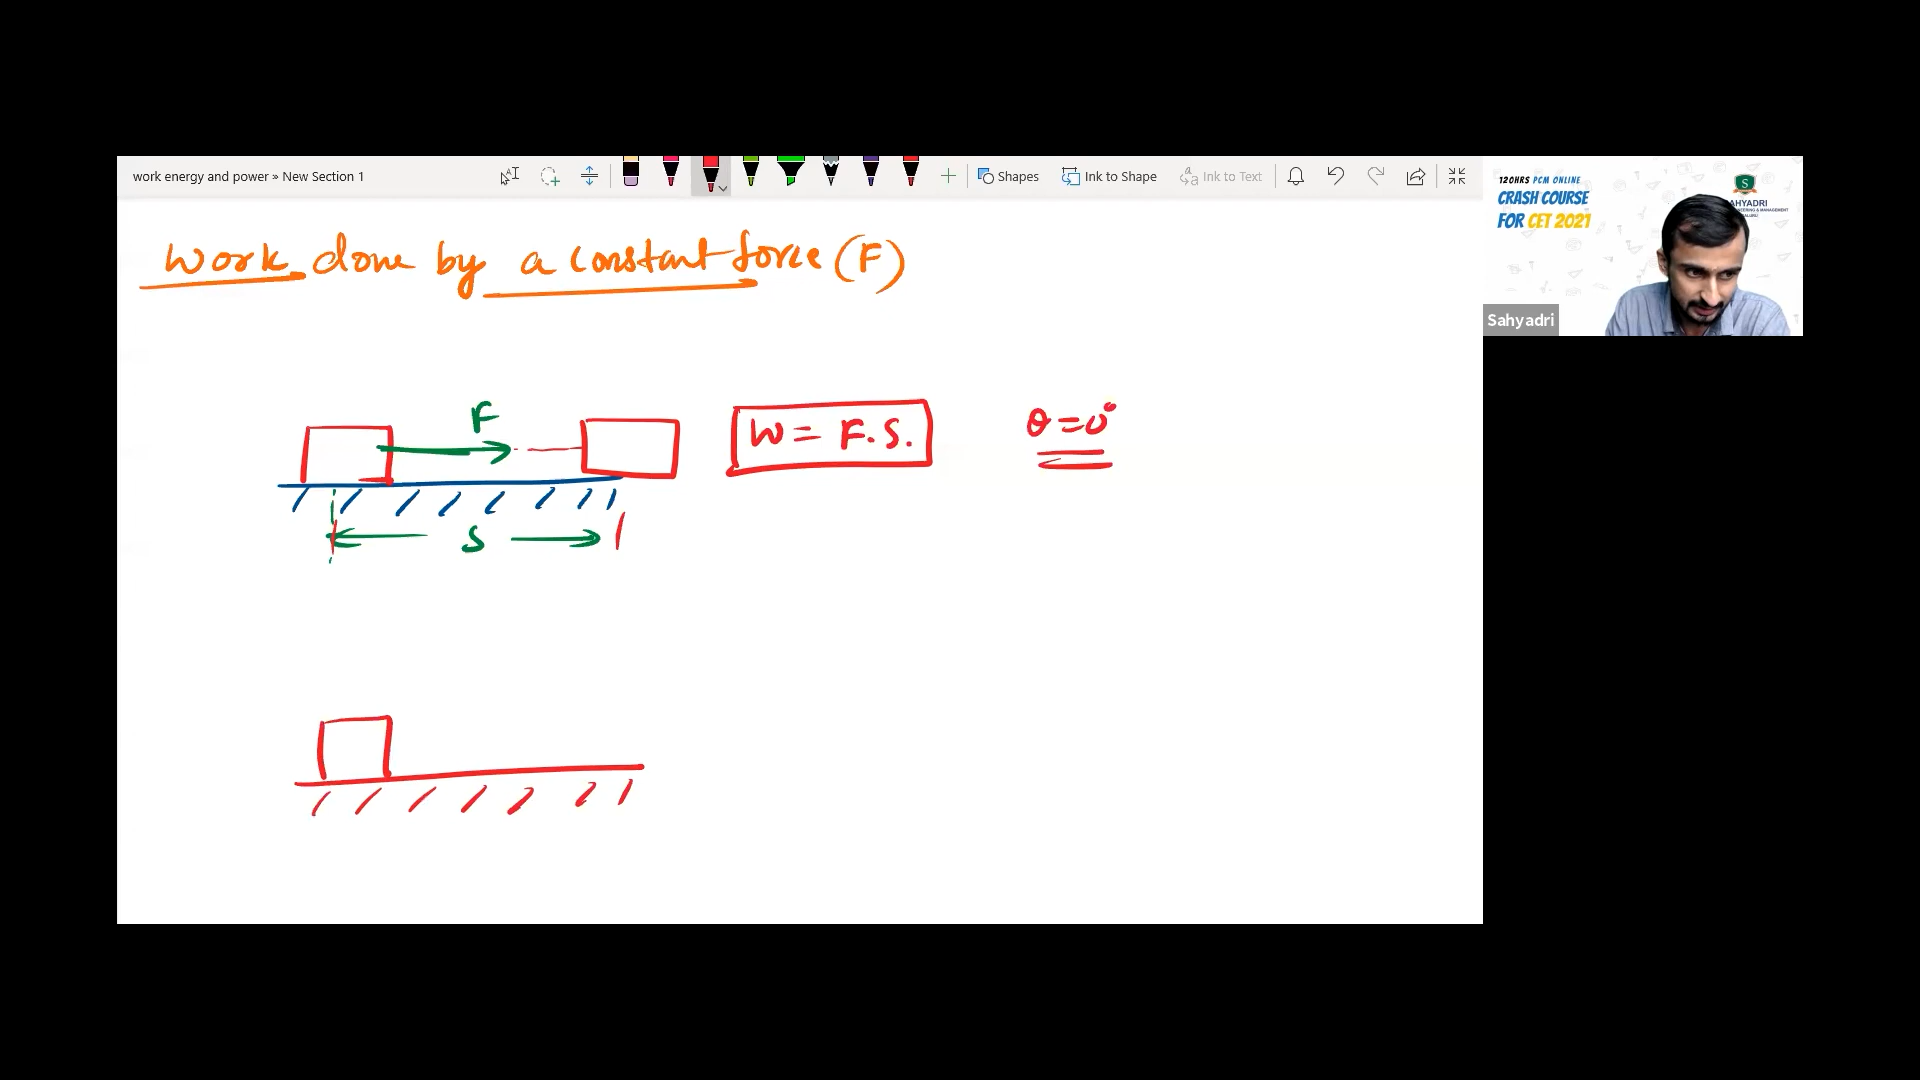 work energy and power » New Section 1
Shapes
Ink to Shape
Ink to Text
120HRS PCM ONLINE
CRASH COURSE
FOR CET 2021
S
AHYADRI
Sahyadri
Work done by a constant force (F)
F
W = F.S.
θ = 0°
S